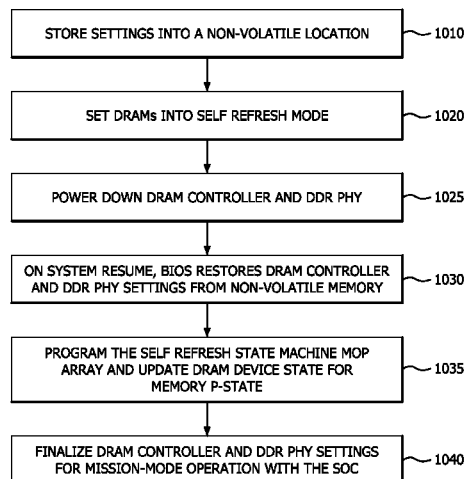 STORE SETTINGS INTO A NON-VOLATILE LOCATION
1010
SET DRAMs INTO SELF REFRESH MODE
1020
POWER DOWN DRAM CONTROLLER AND DDR PHY
1025
ON SYSTEM RESUME, BIOS RESTORES DRAM CONTROLLER
AND DDR PHY SETTINGS FROM NON-VOLATILE MEMORY
1030
PROGRAM THE SELF REFRESH STATE MACHINE MOP
ARRAY AND UPDATE DRAM DEVICE STATE FOR
MEMORY P-STATE
1035
FINALIZE DRAM CONTROLLER AND DDR PHY SETTINGS
FOR MISSION-MODE OPERATION WITH THE SOC
1040